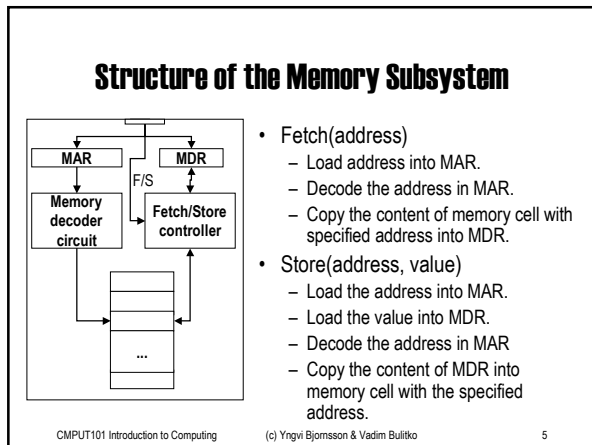 Structure of the Memory Subsystem
MAR
MDR
F/S
Memory
decoder
circuit
Fetch/Store
controller
...
• Fetch(address)
– Load address into MAR.
– Decode the address in MAR.
– Copy the content of memory cell with
specified address into MDR.
• Store(address, value)
– Load the address into MAR.
– Load the value into MDR.
– Decode the address in MAR
– Copy the content of MDR into
memory cell with the specified
address.
CMPUT101 Introduction to Computing (c) Yngvi Bjornsson & Vadim Bulitko 5